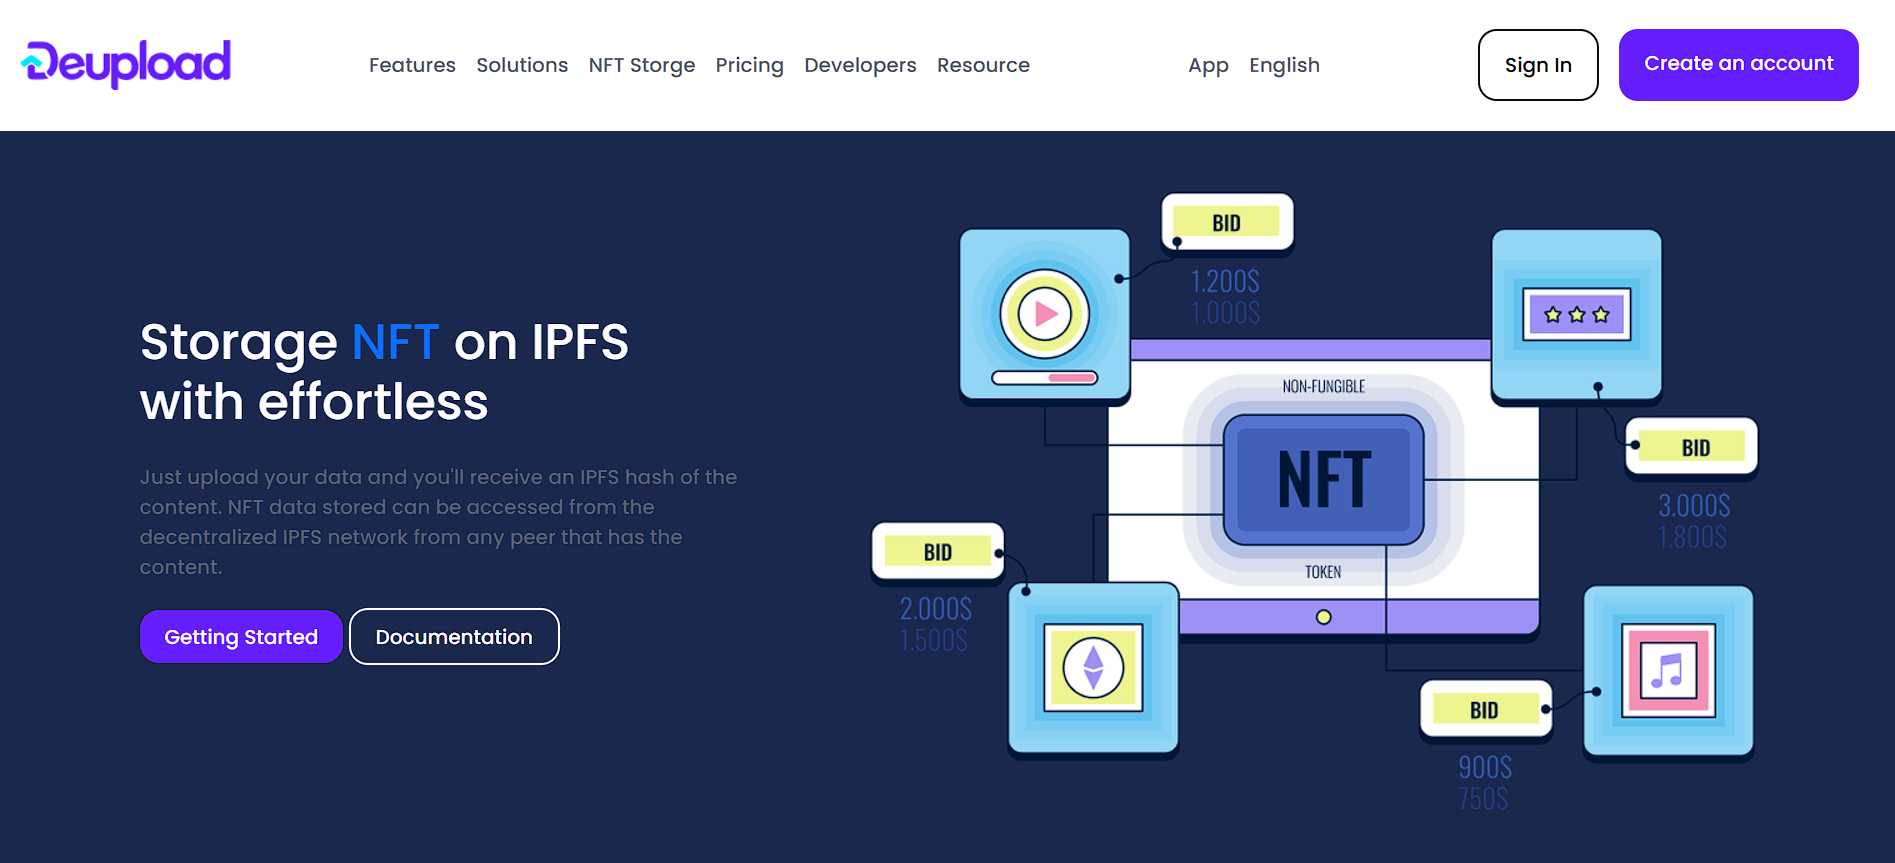 Deupload
Features Solutions NFT Storge Pricing Developers Resource App English Sign In Create an account
Storage NFT on IPFS
with effortless
Just upload your data and you'll receive an IPFS hash of the
content. NFT data stored can be accessed from the
decentralized IPFS network from any peer that has the
content.
Getting Started Documentation
BID
1.200$
1.000$
NON-FUNGIBLE
NFT
TOKEN
BID
3.000$
1.800$
BID
2.000$
1.500$
BID
900$
750$